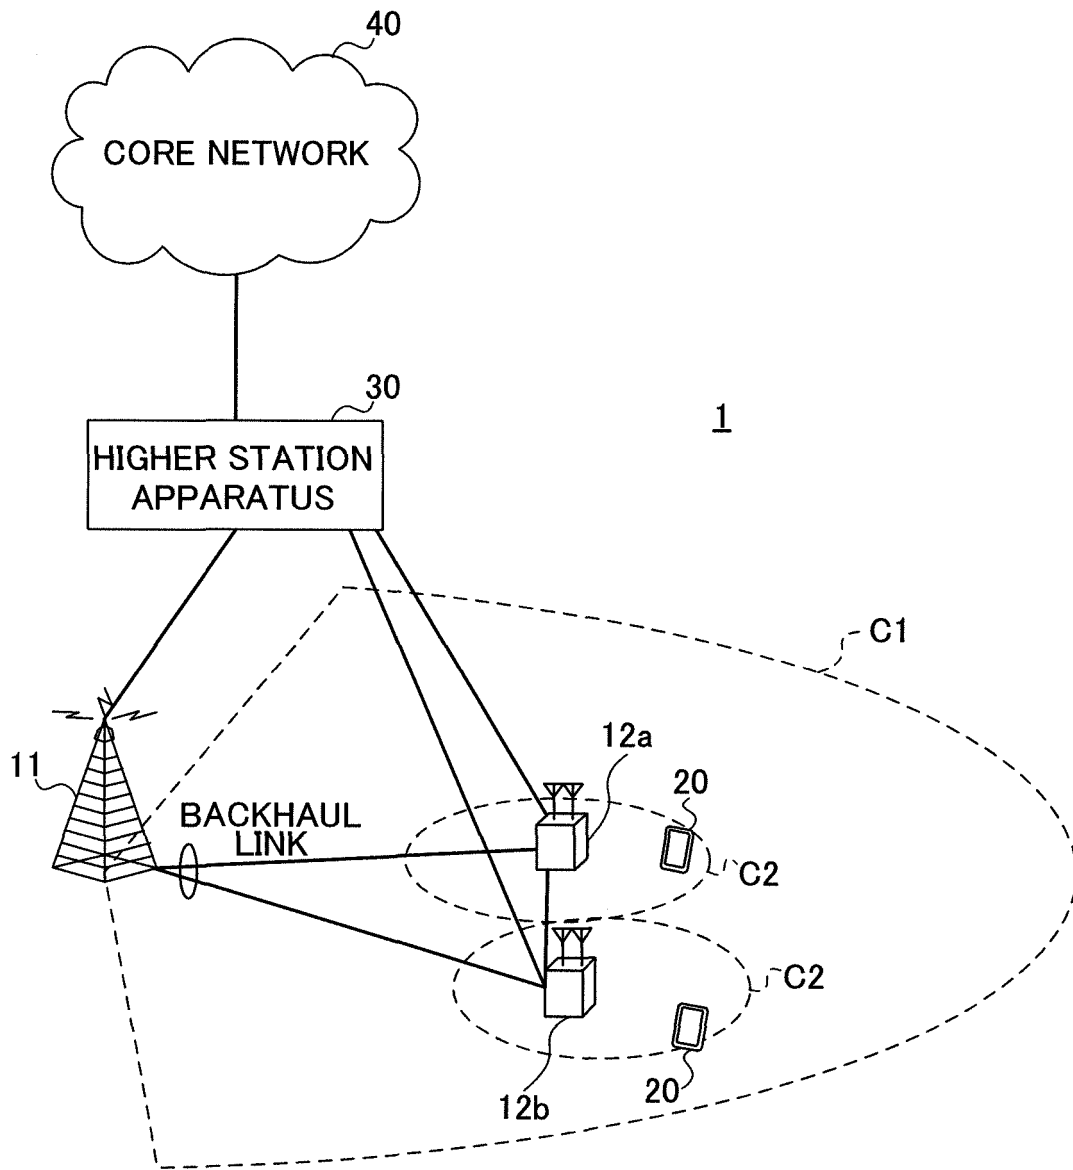 40
CORE NETWORK
30
HIGHER STATION
APPARATUS
1
C1
12a
11
20
BACKHAUL
LINK
C2
C2
20
12b